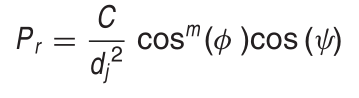 P_r = C / d_j^2 cos^m(ϕ)cos(ψ)